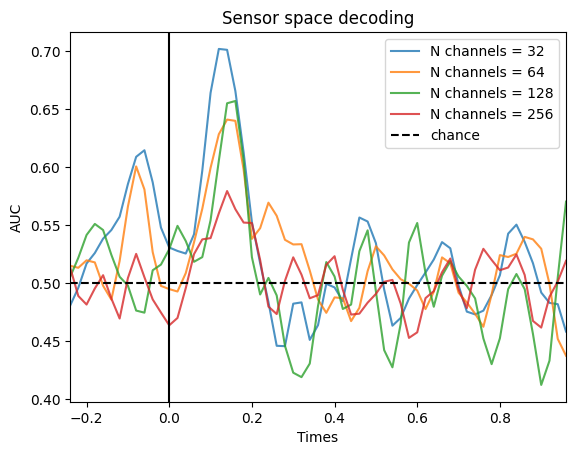 Sensor space decoding
N channels = 32
N channels = 64
N channels = 128
N channels = 256
chance
AUC
0.70
0.65
0.60
0.55
0.50
0.45
0.40
−0.2 0.0 0.2 0.4 0.6 0.8
Times